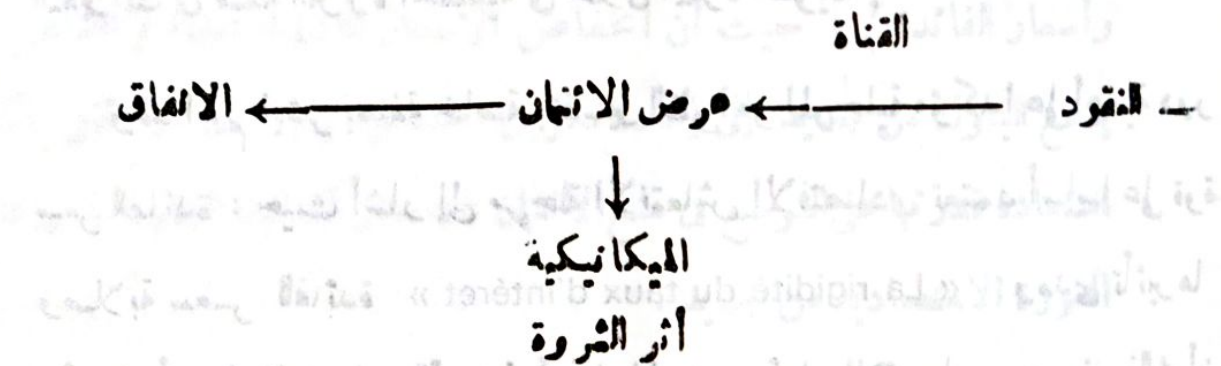 القناة
ـ النقود ← عرض الائتمان ← الانفاق
↓
الميكانيكية
أثر الثروة